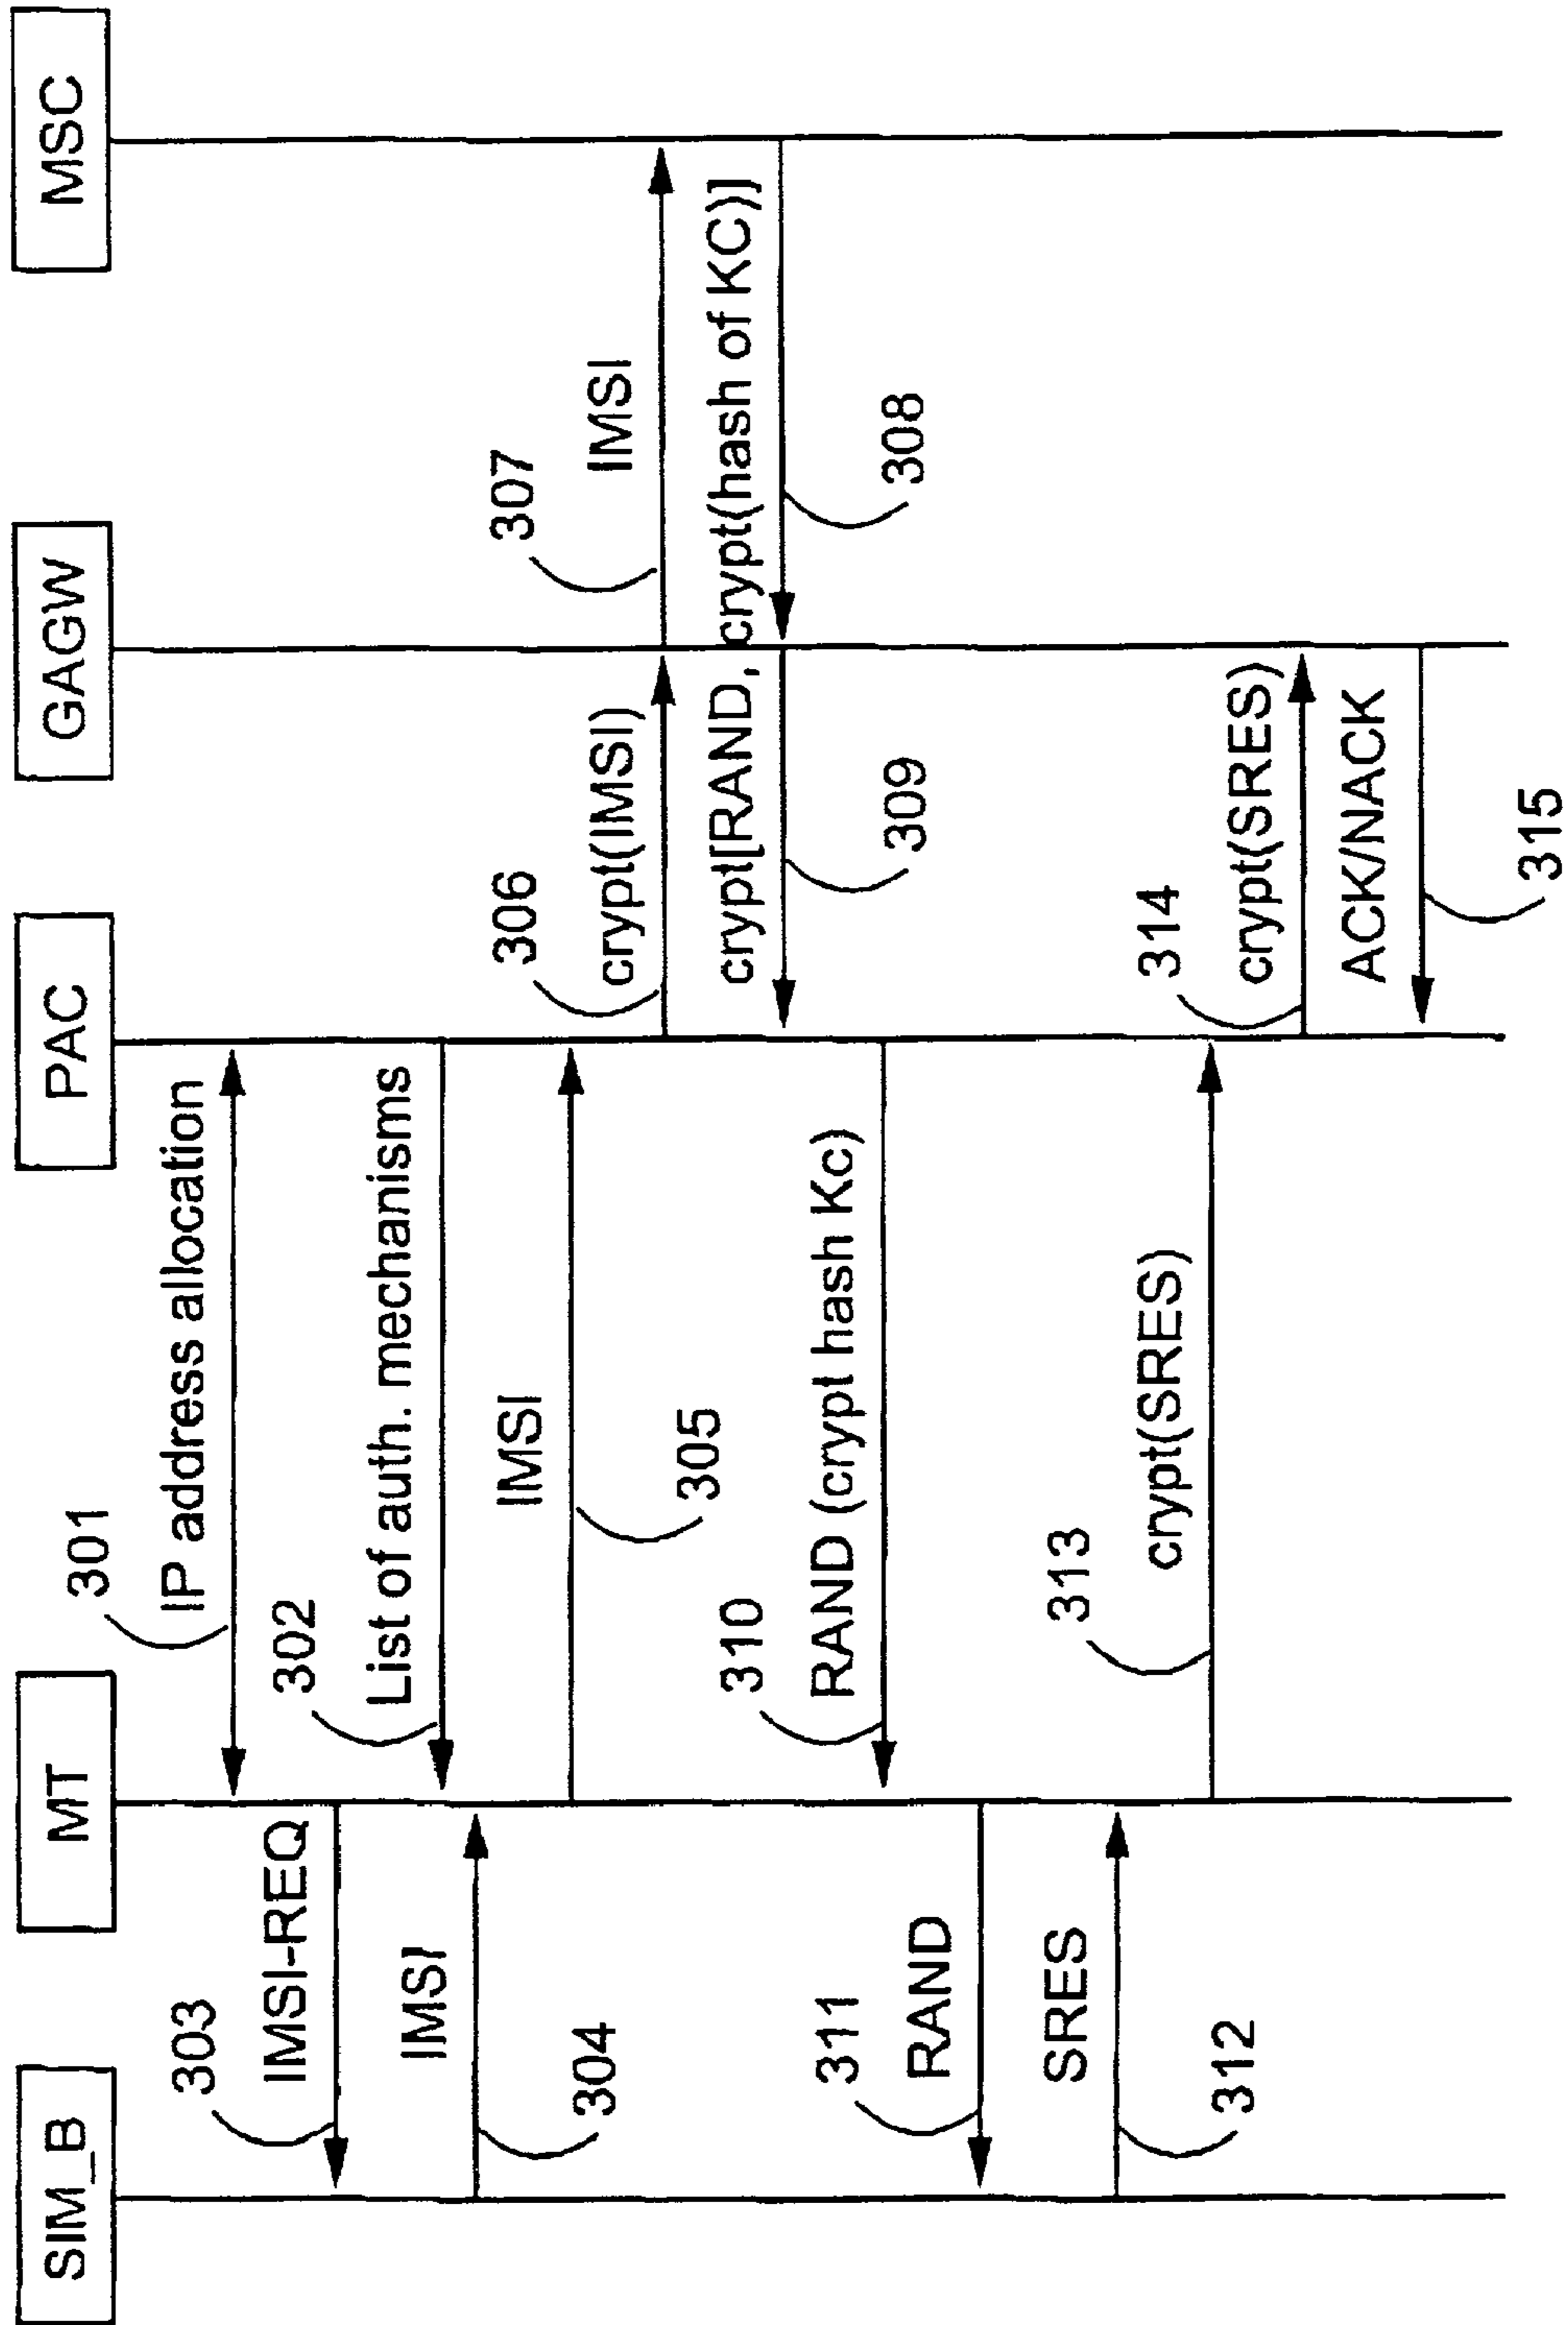 SIM_B
MT
PAC
GAGW
MSC
301
IP address allocation
303
IMSI-REQ
302
List of auth. mechanisms
IMSI
304
IMSI
305
306
crypt(IMSI)
307
IMSI
crypt[RAND, crypt(hash of KC)]
309
308
310
RAND (crypt hash Kc)
311
RAND
SRES
312
313
crypt(SRES)
314
crypt(SRES)
ACK/NACK
315